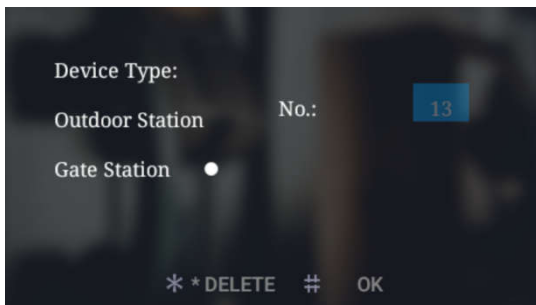 Device Type:
Outdoor Station
No.: 13
Gate Station
* * DELETE # OK